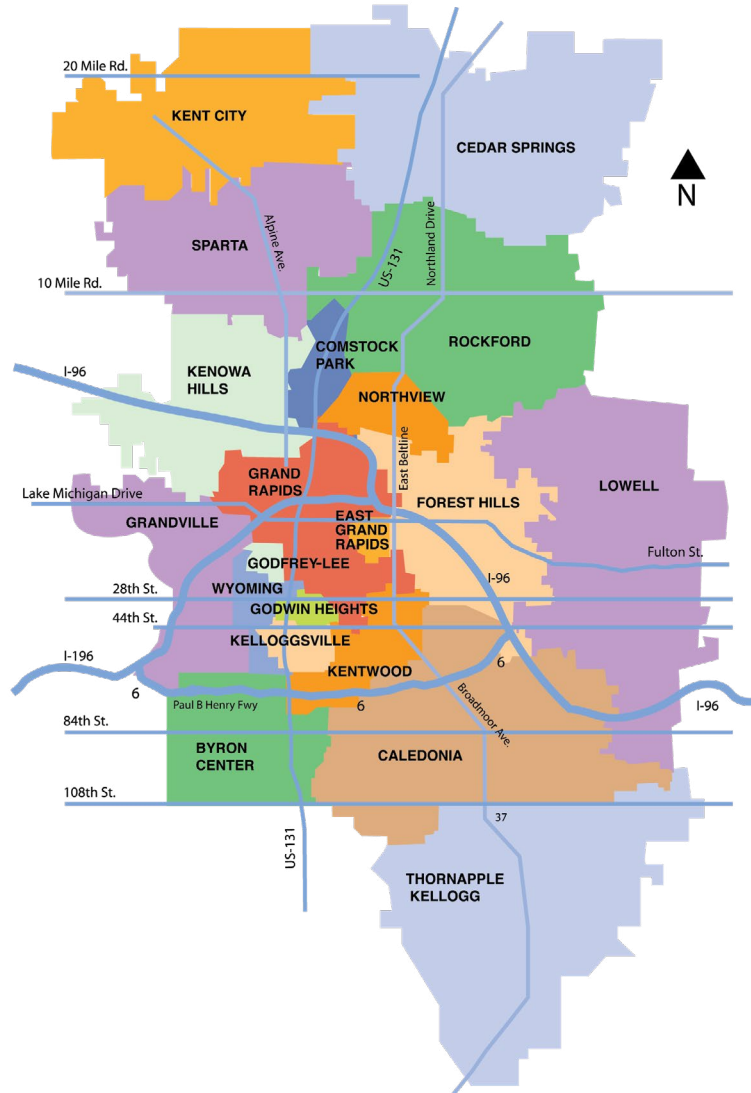 20 Mile Rd.
KENT CITY
CEDAR SPRINGS
N
SPARTA
Alpine Ave.
US-131
Northland Drive
10 Mile Rd.
COMSTOCK
PARK
ROCKFORD
KENOWA
HILLS
I-96
NORTHVIEW
East Beltline
GRAND
RAPIDS
LOWELL
Lake Michigan Drive
FOREST HILLS
GRANDVILLE
EAST
GRAND
RAPIDS
Fulton St.
GODFREY-LEE
I-96
WYOMING
28th St.
GODWIN HEIGHTS
44th St.
KELLOGGSVILLE
I-196
KENTWOOD
6
6
Paul B Henry Fwy
6
Broadmoor Ave.
I-96
84th St.
BYRON
CENTER
CALEDONIA
108th St.
37
US-131
THORNAPPLE
KELLOGG